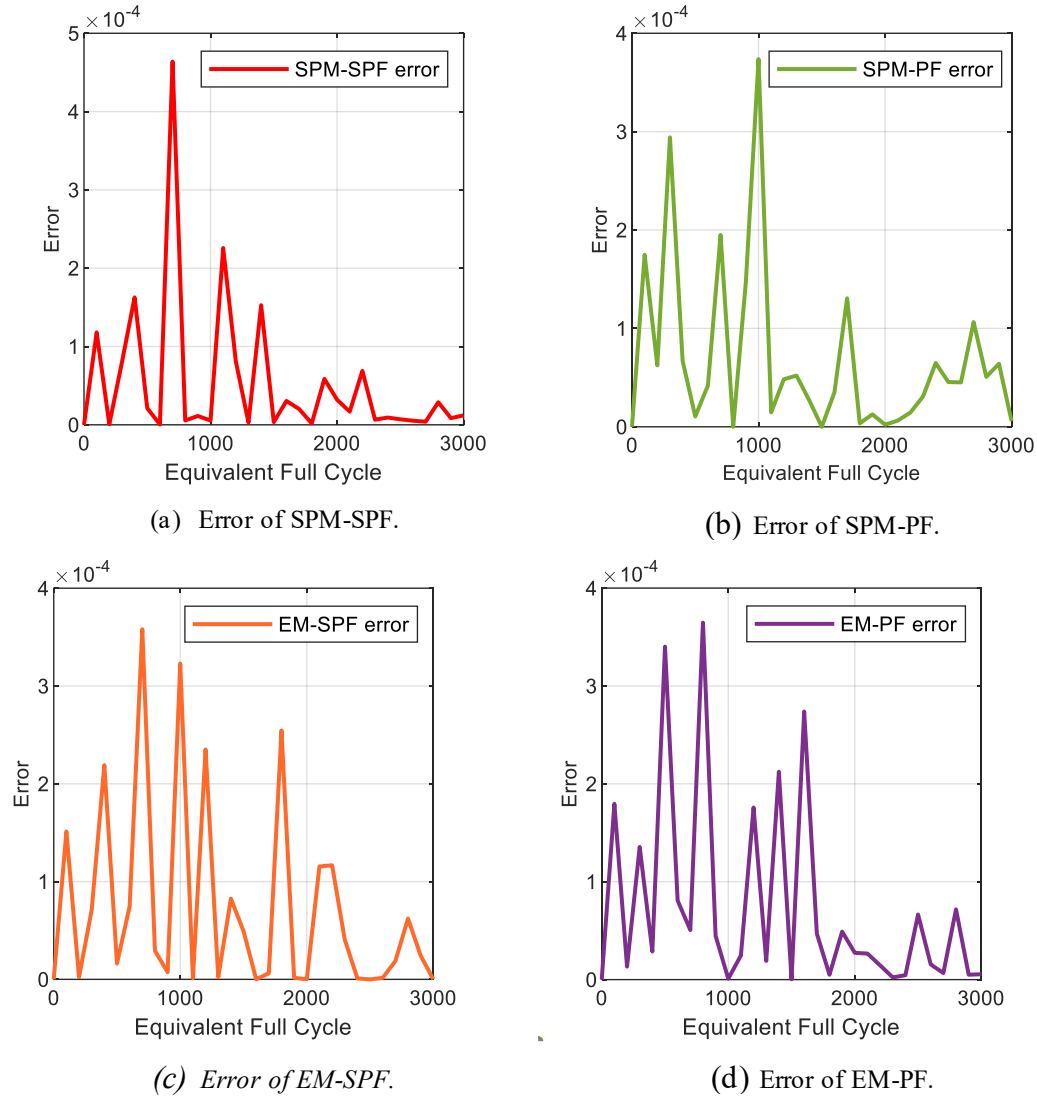 ×10⁻⁴
5
4
3
2
1
0
Error
SPM-SPF error
0
1000
2000
3000
Equivalent Full Cycle
(a) Error of SPM-SPF.
×10⁻⁴
4
3
2
1
0
Error
SPM-PF error
0
1000
2000
3000
Equivalent Full Cycle
(b) Error of SPM-PF.
×10⁻⁴
4
3
2
1
0
Error
EM-SPF error
0
1000
2000
3000
Equivalent Full Cycle
(c) Error of EM-SPF.
×10⁻⁴
4
3
2
1
0
Error
EM-PF error
0
1000
2000
3000
Equivalent Full Cycle
(d) Error of EM-PF.